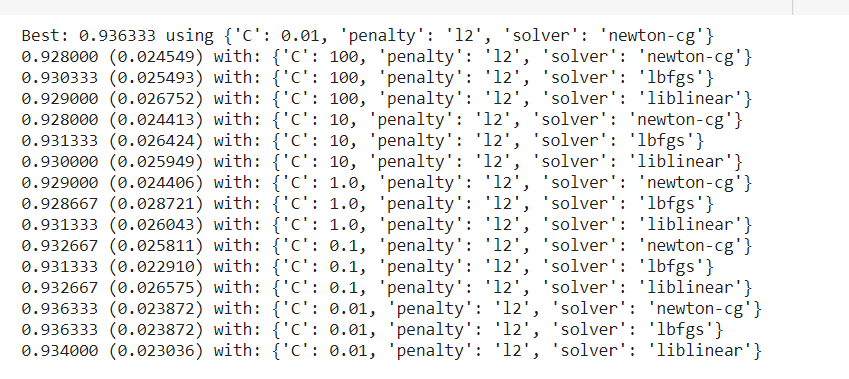 Best: 0.936333 using {'C': 0.01, 'penalty': 'l2', 'solver': 'newton-cg'}
0.928000 (0.024549) with: {'C': 100, 'penalty': 'l2', 'solver': 'newton-cg'}
0.930333 (0.025493) with: {'C': 100, 'penalty': 'l2', 'solver': 'lbfgs'}
0.929000 (0.026752) with: {'C': 100, 'penalty': 'l2', 'solver': 'liblinear'}
0.928000 (0.024413) with: {'C': 10, 'penalty': 'l2', 'solver': 'newton-cg'}
0.931333 (0.026424) with: {'C': 10, 'penalty': 'l2', 'solver': 'lbfgs'}
0.930000 (0.025949) with: {'C': 10, 'penalty': 'l2', 'solver': 'liblinear'}
0.929000 (0.024406) with: {'C': 1.0, 'penalty': 'l2', 'solver': 'newton-cg'}
0.928667 (0.028721) with: {'C': 1.0, 'penalty': 'l2', 'solver': 'lbfgs'}
0.931333 (0.026043) with: {'C': 1.0, 'penalty': 'l2', 'solver': 'liblinear'}
0.932667 (0.025811) with: {'C': 0.1, 'penalty': 'l2', 'solver': 'newton-cg'}
0.931333 (0.022910) with: {'C': 0.1, 'penalty': 'l2', 'solver': 'lbfgs'}
0.932667 (0.026575) with: {'C': 0.1, 'penalty': 'l2', 'solver': 'liblinear'}
0.936333 (0.023872) with: {'C': 0.01, 'penalty': 'l2', 'solver': 'newton-cg'}
0.936333 (0.023872) with: {'C': 0.01, 'penalty': 'l2', 'solver': 'lbfgs'}
0.934000 (0.023036) with: {'C': 0.01, 'penalty': 'l2', 'solver': 'liblinear'}